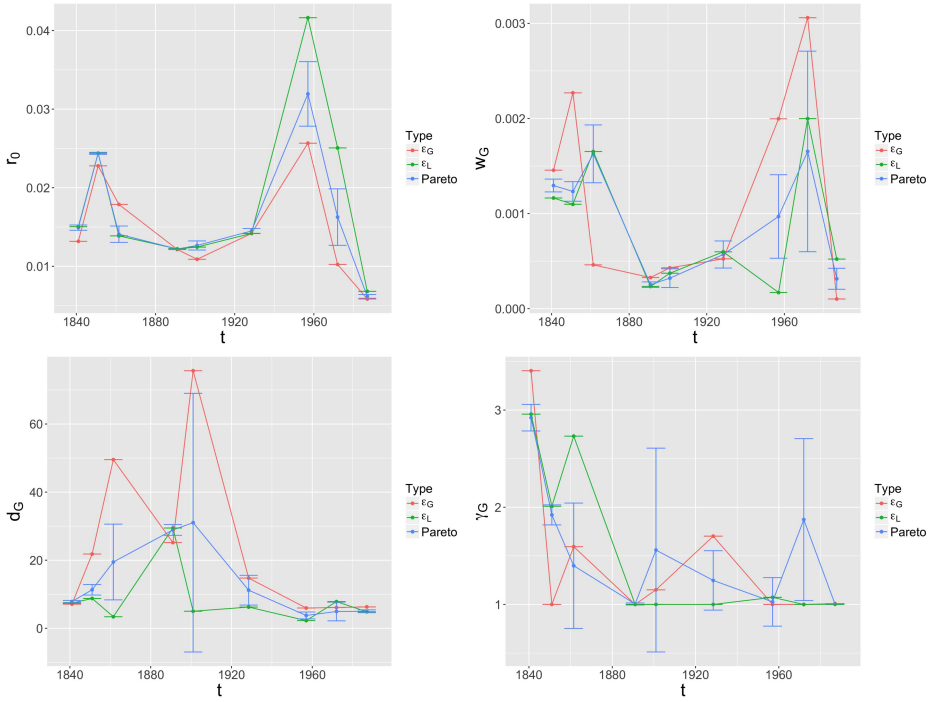 r₀
0.04
0.03
0.02
0.01
1840 1880 1920 1960
t
Type
εG
εL
Pareto
wG
0.003
0.002
0.001
0.000
1840 1880 1920 1960
t
Type
εG
εL
Pareto
dG
60
40
20
0
1840 1880 1920 1960
t
Type
εG
εL
Pareto
γG
3
2
1
1840 1880 1920 1960
t
Type
εG
εL
Pareto